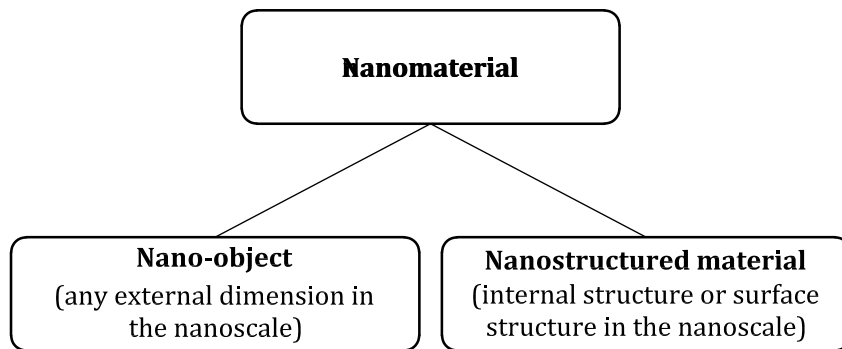 Nanomaterial
Nano-object
(any external dimension in
the nanoscale)
Nanostructured material
(internal structure or surface
structure in the nanoscale)